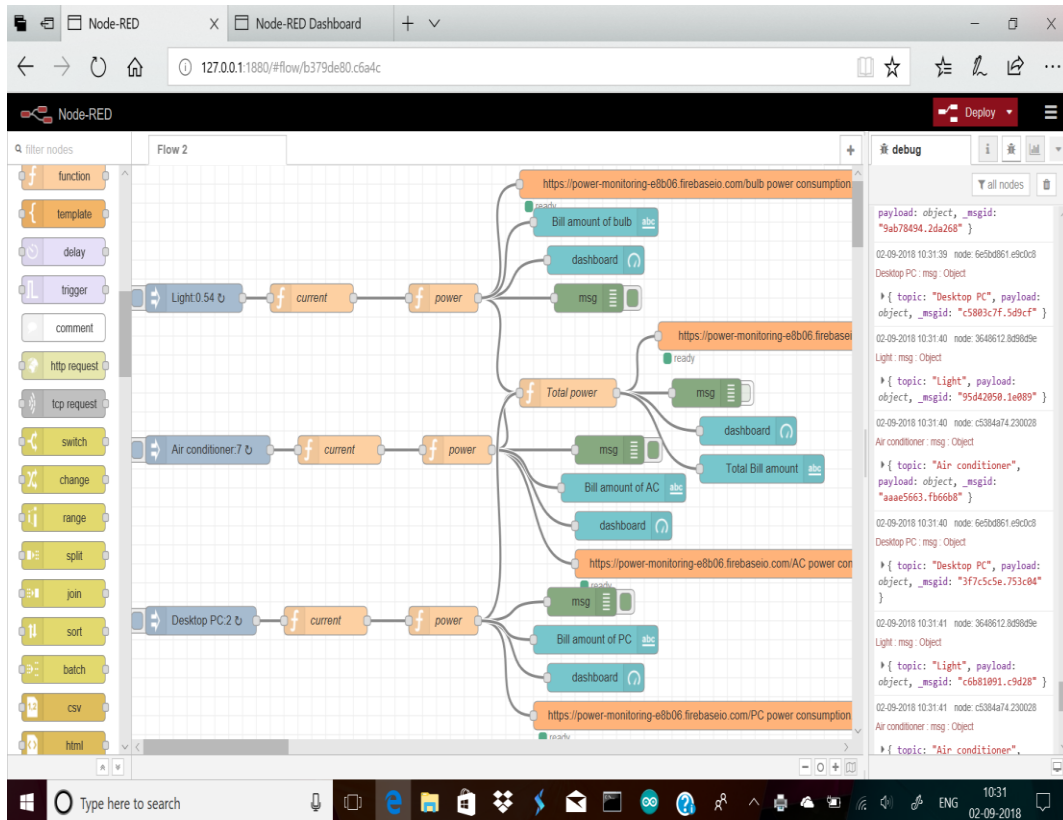 Node-RED
Node-RED Dashboard
127.0.0.1:1880/#flow/b379de80.c6a4c
Node-RED
Deploy
filter nodes
function
template
delay
trigger
comment
http request
tcp request
switch
change
range
split
join
sort
batch
csv
html
Flow 2
https://power-monitoring-e8b06.firebaseio.com/bulb power consumption
ready
Bill amount of bulb
abc
dashboard
Light:0.54 ↻
current
power
msg
https://power-monitoring-e8b06.firebasei
ready
Total power
msg
dashboard
Total Bill amount
abc
Air conditioner:7 ↻
current
power
msg
Bill amount of AC
abc
dashboard
https://power-monitoring-e8b06.firebaseio.com/AC power con
ready
msg
Desktop PC:2 ↻
current
power
Bill amount of PC
abc
dashboard
https://power-monitoring-e8b06.firebaseio.com/PC power consumption
ready
debug
i
all nodes
payload: object, _msgid:
"9ab78494.2da268" }
02-09-2018 10:31:39 node: 6e5bd861.e9c0c8
Desktop PC : msg : Object
{ topic: "Desktop PC", payload:
object, _msgid: "c5803c7f.5d9cf" }
02-09-2018 10:31:40 node: 3648612.8d98d9e
Light : msg : Object
{ topic: "Light", payload:
object, _msgid: "95d42050.1e089" }
02-09-2018 10:31:40 node: c5384a74.230028
Air conditioner : msg : Object
{ topic: "Air conditioner",
payload: object, _msgid:
"aaae5663.fb66b8" }
02-09-2018 10:31:40 node: 6e5bd861.e9c0c8
Desktop PC : msg : Object
{ topic: "Desktop PC", payload:
object, _msgid: "3f7c5c5e.753c04"
}
02-09-2018 10:31:41 node: 3648612.8d98d9e
Light : msg : Object
{ topic: "Light", payload:
object, _msgid: "c6b81091.c9d28" }
02-09-2018 10:31:41 node: c5384a74.230028
Air conditioner : msg : Object
{ topic: "Air conditioner",
Type here to search
ENG
10:31
02-09-2018